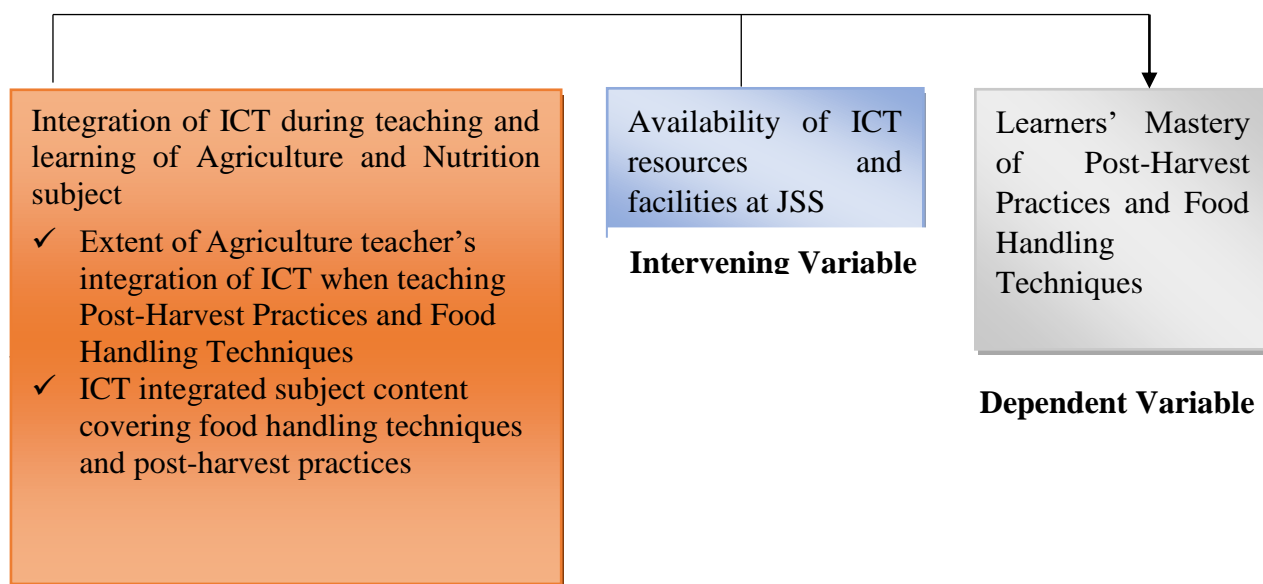 Integration of ICT during teaching and
learning of Agriculture and Nutrition
subject
✓ Extent of Agriculture teacher's
integration of ICT when teaching
Post-Harvest Practices and Food
Handling Techniques
✓ ICT integrated subject content
covering food handling techniques
and post-harvest practices
Availability of ICT
resources and
facilities at JSS
Intervening Variable
Learners' Mastery
of Post-Harvest
Practices and Food
Handling
Techniques
Dependent Variable